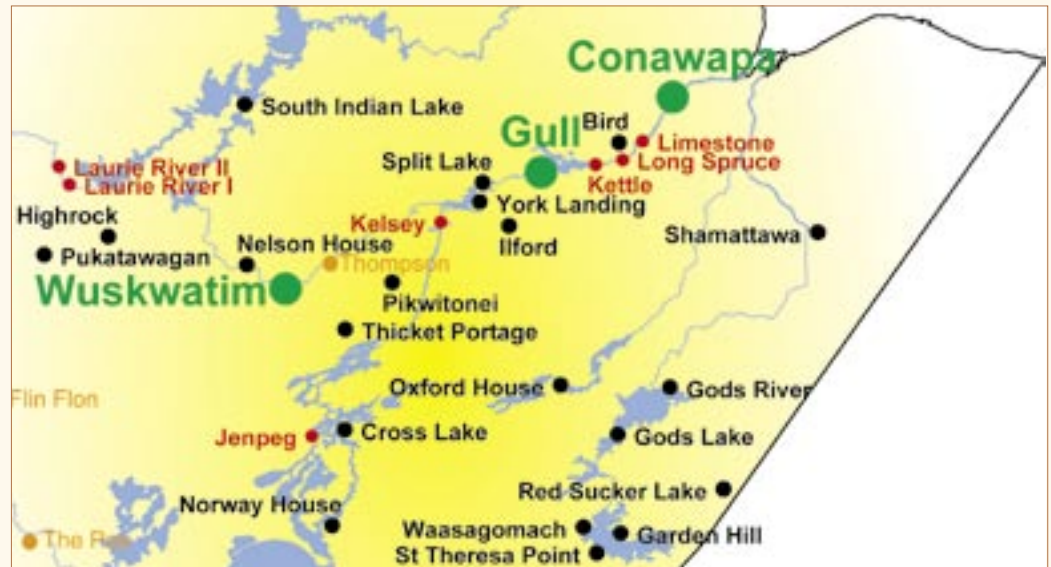 Conawapa
South Indian Lake
Gull
Bird
Limestone
Long Spruce
Kettle
Split Lake
Laurie River II
Laurie River I
York Landing
Highrock
Kelsey
Ilford
Shamattawa
Nelson House
Pukatawagan
Thompson
Wuskwatim
Pikwitonei
Thicket Portage
Oxford House
Gods River
Flin Flon
Jenpeg
Cross Lake
Gods Lake
Red Sucker Lake
Norway House
Waasagomach
Garden Hill
The
St Theresa Point